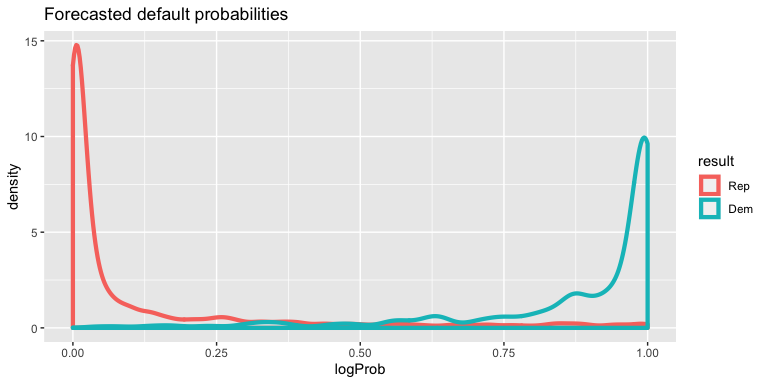 Forecasted default probabilities
15
10
5
0
density
0.00 0.25 0.50 0.75 1.00
logProb
result
Rep
Dem